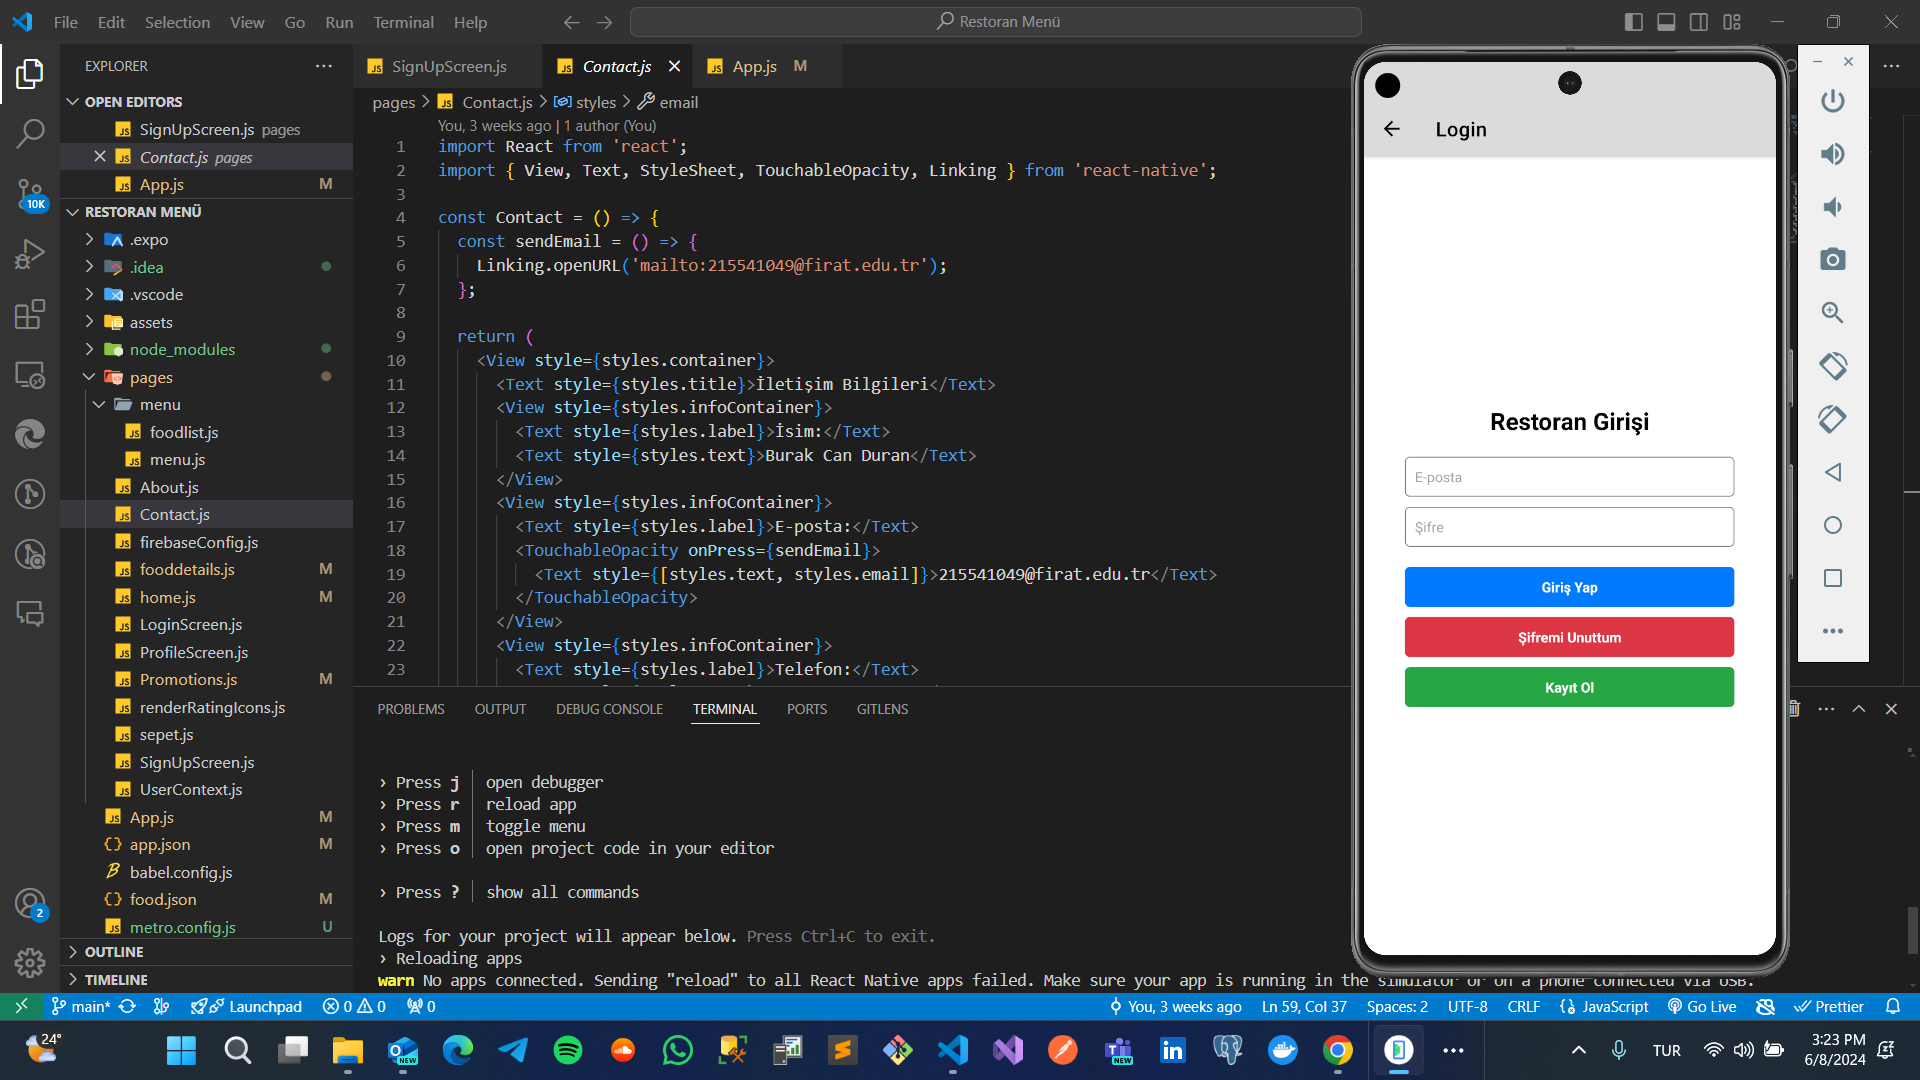 File Edit Selection View Go Run Terminal Help
Restoran Menü
EXPLORER
OPEN EDITORS
SignUpScreen.js pages
Contact.js pages
App.js M
10K
RESTORAN MENÜ
.expo
.idea
.vscode
assets
node_modules
pages
menu
foodlist.js
menu.js
About.js
Contact.js
firebaseConfig.js
fooddetails.js M
home.js M
LoginScreen.js
ProfileScreen.js
Promotions.js M
renderRatingIcons.js
sepet.js
SignUpScreen.js
UserContext.js
App.js M
app.json M
babel.config.js
food.json M
metro.config.js U
2
OUTLINE
TIMELINE
SignUpScreen.js Contact.js App.js M
pages > Contact.js > styles > email
You, 3 weeks ago | 1 author (You)
1 import React from 'react';
2 import { View, Text, StyleSheet, TouchableOpacity, Linking } from 'react-native';
3
4 const Contact = () => {
5 const sendEmail = () => {
6 Linking.openURL('mailto:215541049@firat.edu.tr');
7 };
8
9 return (
10 <View style={styles.container}>
11 <Text style={styles.title}>İletişim Bilgileri</Text>
12 <View style={styles.infoContainer}>
13 <Text style={styles.label}>İsim:</Text>
14 <Text style={styles.text}>Burak Can Duran</Text>
15 </View>
16 <View style={styles.infoContainer}>
17 <Text style={styles.label}>E-posta:</Text>
18 <TouchableOpacity onPress={sendEmail}>
19 <Text style={[styles.text, styles.email]}>215541049@firat.edu.tr</Text>
20 </TouchableOpacity>
21 </View>
22 <View style={styles.infoContainer}>
23 <Text style={styles.label}>Telefon:</Text>
PROBLEMS OUTPUT DEBUG CONSOLE TERMINAL PORTS GITLENS
› Press j │ open debugger
› Press r │ reload app
› Press m │ toggle menu
› Press o │ open project code in your editor
› Press ? │ show all commands
Logs for your project will appear below. Press Ctrl+C to exit.
› Reloading apps
warn No apps connected. Sending "reload" to all React Native apps failed. Make sure your app is running in the simulator or on a phone connected via USB.
Login
Restoran Girişi
E-posta
Şifre
Giriş Yap
Şifremi Unuttum
Kayıt Ol
main* Launchpad 0 0 0 You, 3 weeks ago Ln 59, Col 37 Spaces: 2 UTF-8 CRLF {} JavaScript Go Live Prettier
24°
NEW
NEW
TUR
3:23 PM
6/8/2024